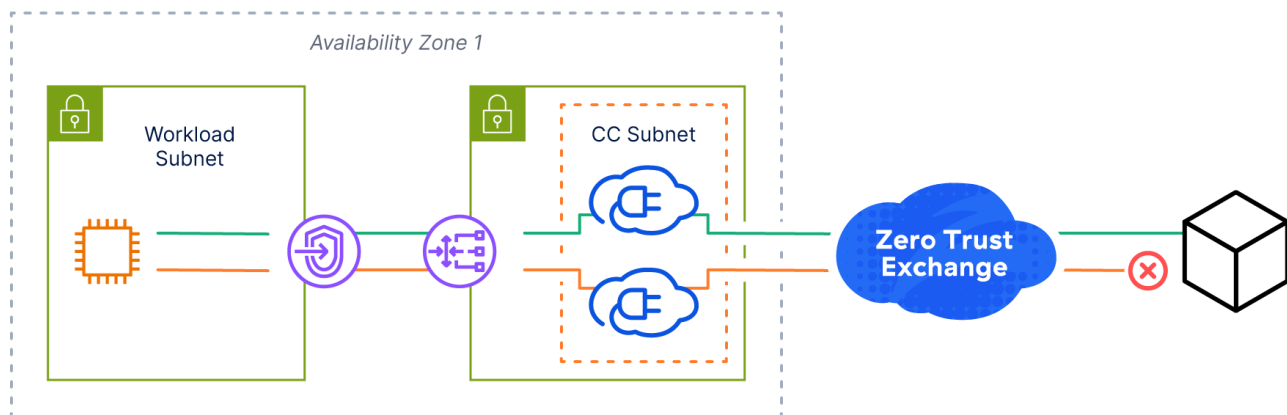 Availability Zone 1
Workload
Subnet
CC Subnet
Zero Trust
Exchange